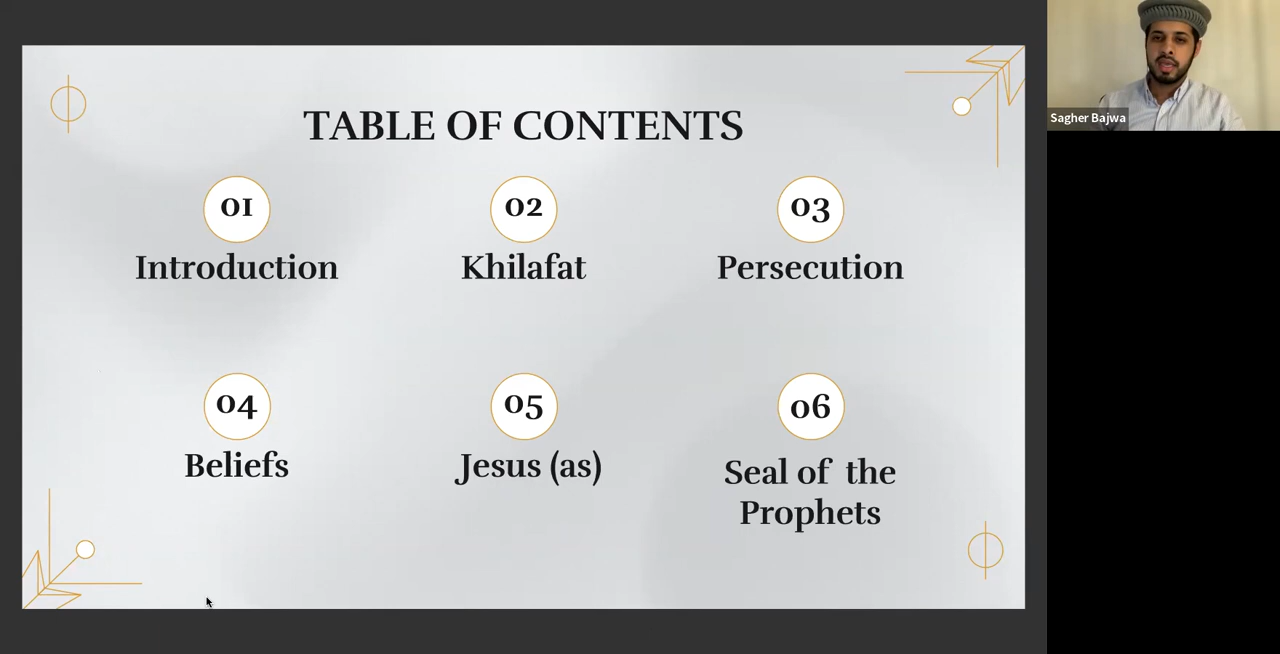 TABLE OF CONTENTS
01
Introduction
02
Khilafat
03
Persecution
04
Beliefs
05
Jesus (as)
06
Seal of the
Prophets
Sagher Bajwa